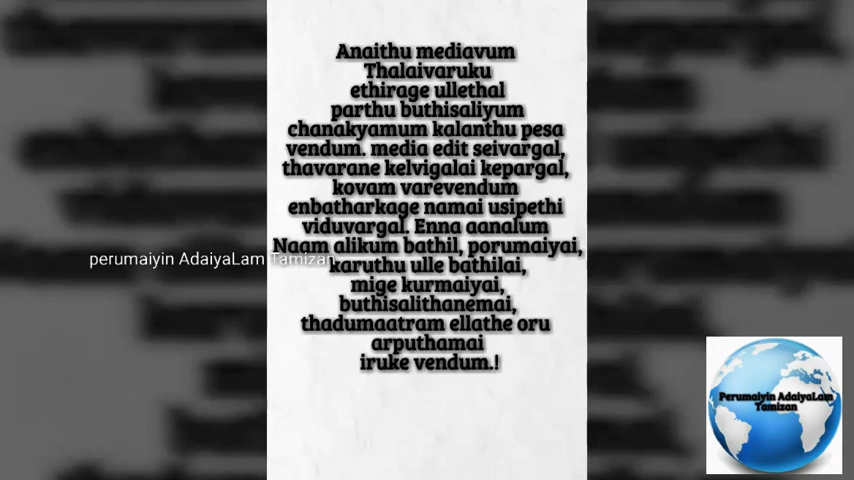 Anaithu mediavum
Thalaivaruku
ethirage ullethal
parthu buthisaliyum
chanakyamum kalanthu pesa
vendum. media edit seivargal,
thavarane kelvigalai kepargal,
kovam varevendum
enbatharkage namai usipethi
viduvargal. Enna aanalum
Naam alikum bathil, porumaiyai,
karuthu ulle bathilai,
mige kurmaiyai,
buthisalithanemai,
thadumaatram ellathe oru
arputhamai
iruke vendum.!
perumaiyin AdaiyaLam Tamizan
Perumaiyin AdaiyaLam
Tamizan